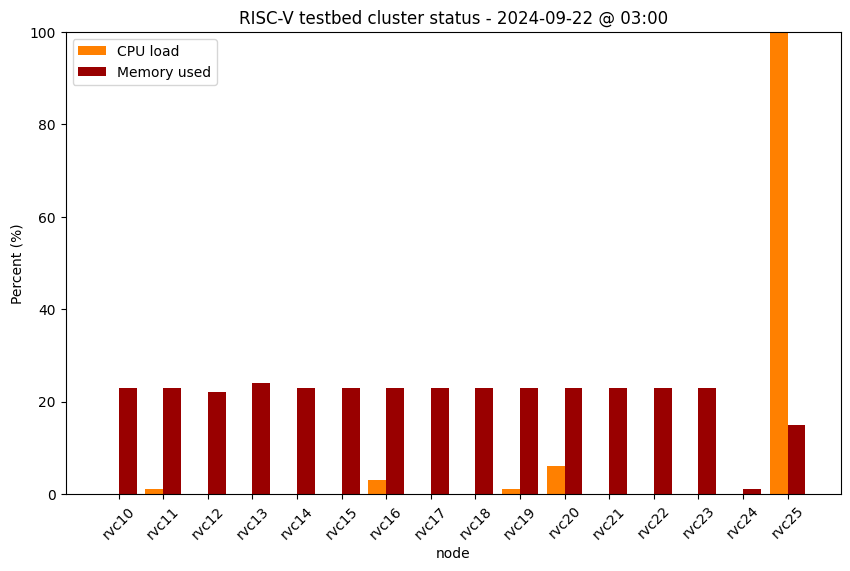 RISC-V testbed cluster status - 2024-09-22 @ 03:00
CPU load
Memory used
Percent (%)
100
80
60
40
20
0
rvc10 rvc11 rvc12 rvc13 rvc14 rvc15 rvc16 rvc17 rvc18 rvc19 rvc20 rvc21 rvc22 rvc23 rvc24 rvc25
node